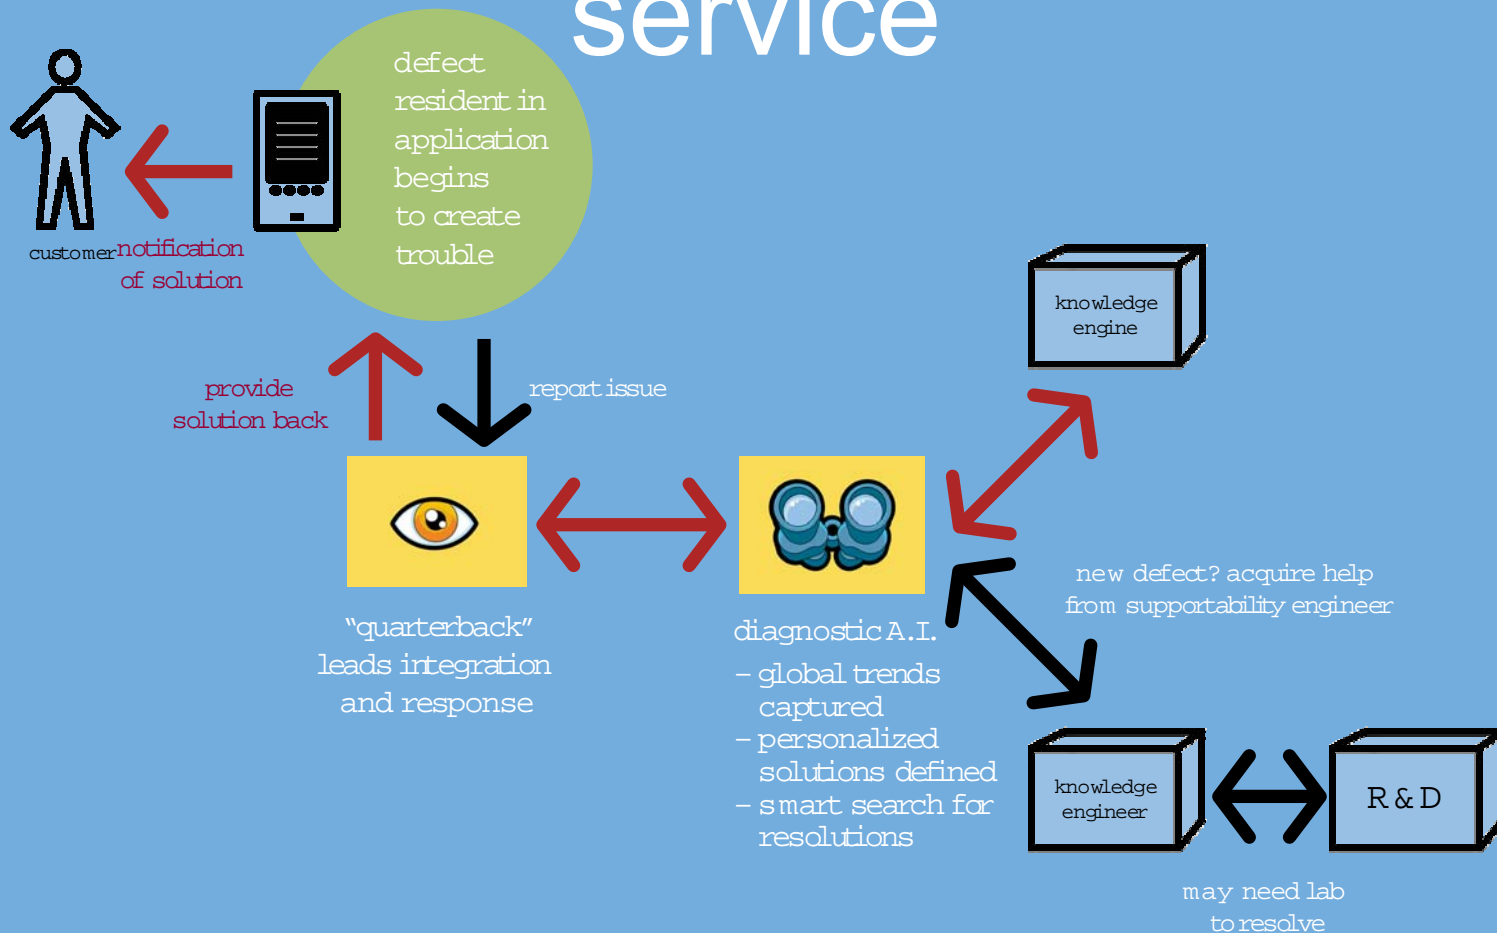 service
defect
resident in
application
begins
to create
trouble
customer
notification
of solution
provide
solution back
report issue
knowledge
engine
new defect? acquire help
from supportability engineer
“quarterback”
leads integration
and response
diagnostic A.I.
– global trends
captured
– personalized
solutions defined
– smart search for
resolutions
knowledge
engineer
R & D
may need lab
to resolve